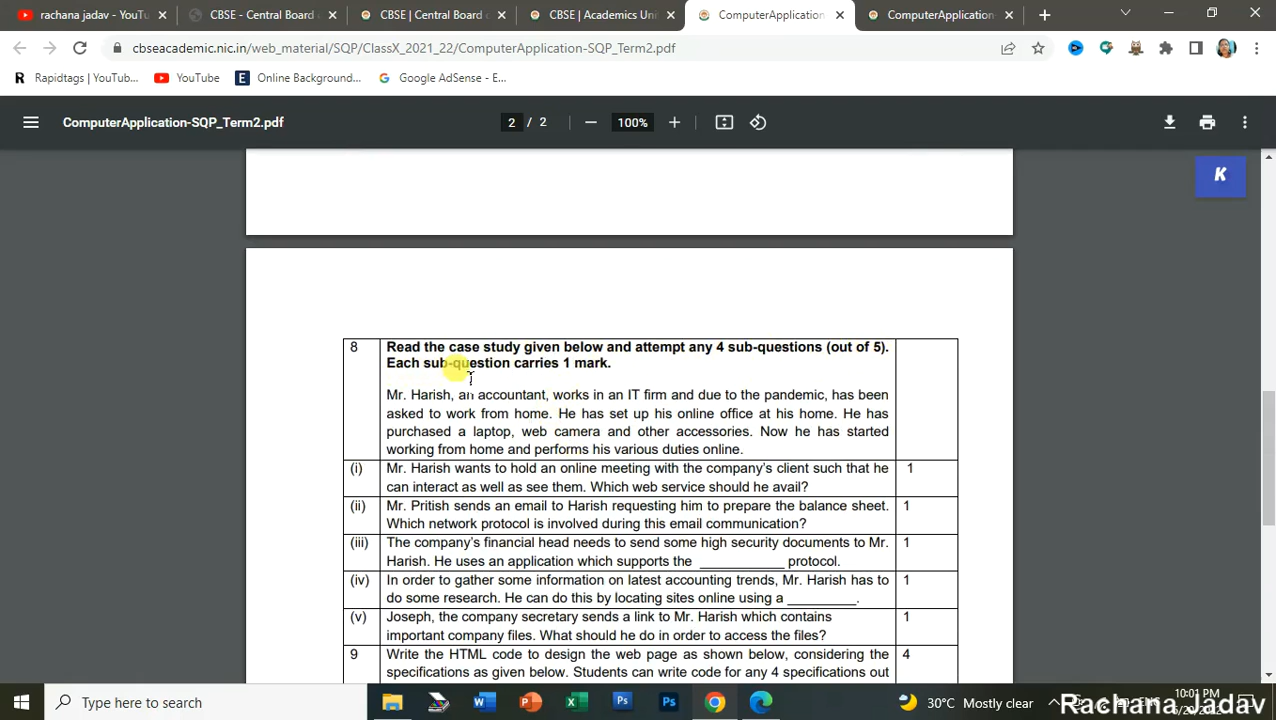 rachana jadav - YouTu
CBSE - Central Board o
CBSE | Central Board o
CBSE | Academics Uni
ComputerApplication-
ComputerApplication-
cbseacademic.nic.in/web_material/SQP/ClassX_2021_22/ComputerApplication-SQP_Term2.pdf
R Rapidtags | YouTub...
YouTube
E Online Background...
G Google AdSense - E...
ComputerApplication-SQP_Term2.pdf
2 / 2
100%
K
8 Read the case study given below and attempt any 4 sub-questions (out of 5).
Each sub-question carries 1 mark.
Mr. Harish, an accountant, works in an IT firm and due to the pandemic, has been
asked to work from home. He has set up his online office at his home. He has
purchased a laptop, web camera and other accessories. Now he has started
working from home and performs his various duties online.
(i) Mr. Harish wants to hold an online meeting with the company's client such that he 1
can interact as well as see them. Which web service should he avail?
(ii) Mr. Pritish sends an email to Harish requesting him to prepare the balance sheet. 1
Which network protocol is involved during this email communication?
(iii) The company's financial head needs to send some high security documents to Mr. 1
Harish. He uses an application which supports the ___________ protocol.
(iv) In order to gather some information on latest accounting trends, Mr. Harish has to 1
do some research. He can do this by locating sites online using a _________.
(v) Joseph, the company secretary sends a link to Mr. Harish which contains 1
important company files. What should he do in order to access the files?
9 Write the HTML code to design the web page as shown below, considering the 4
specifications as given below. Students can write code for any 4 specifications out
Type here to search
30°C Mostly clear
10:01 PM
Rachana Jadav